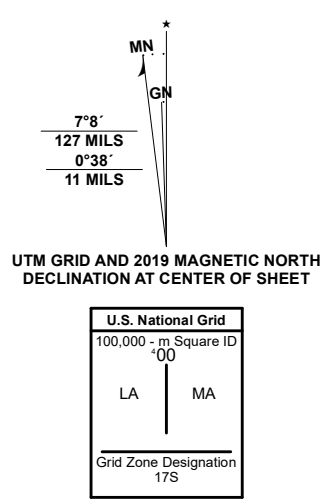 ★
MN
GN
7°8´
127 MILS
0°38´
11 MILS
UTM GRID AND 2019 MAGNETIC NORTH
DECLINATION AT CENTER OF SHEET
U.S. National Grid
100,000 - m Square ID
⁴00
LA MA
Grid Zone Designation
17S